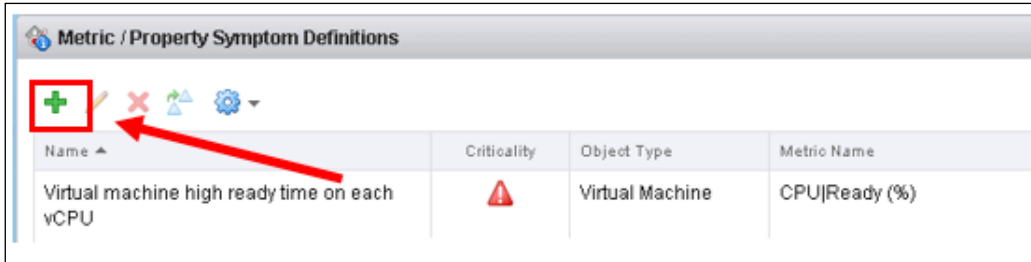 Metric / Property Symptom Definitions
Name
Criticality
Object Type
Metric Name
Virtual machine high ready time on each
vCPU
Virtual Machine
CPU|Ready (%)